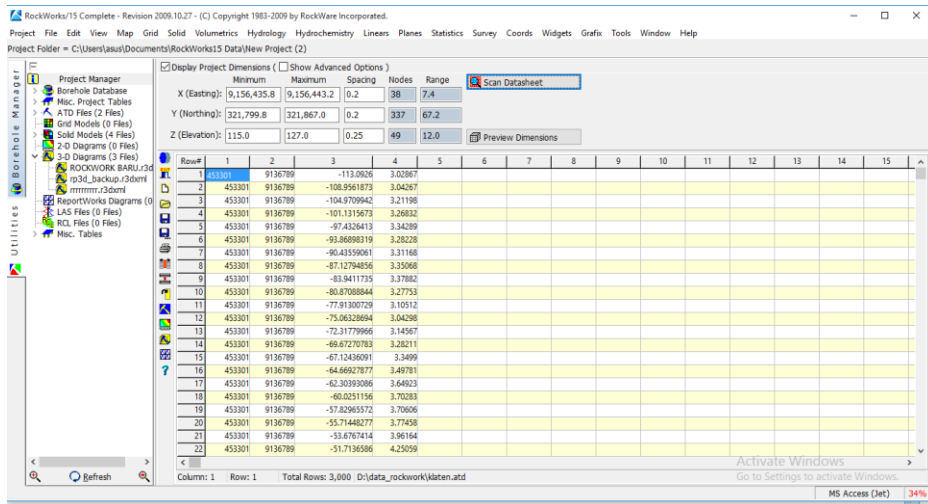 RockWorks/15 Complete - Revision 2009.10.27 - (C) Copyright 1983-2009 by RockWare Incorporated.
Project File Edit View Map Grid Solid Volumetrics Hydrology Hydrochemistry Linears Planes Statistics Survey Coords Widgets Grafix Tools Window Help
Project Folder = C:\Users\asus\Documents\RockWorks15 Data\New Project (2)
Borehole Manager
Utilities
Project Manager
Borehole Database
Misc. Project Tables
ATD Files (2 Files)
Grid Models (0 Files)
Solid Models (4 Files)
2-D Diagrams (0 Files)
3-D Diagrams (3 Files)
ROCKWORK BARU.r3d
rp3d_backup.r3dxml
rrrrrrrrr.r3dxml
ReportWorks Diagrams (0
LAS Files (0 Files)
RCL Files (0 Files)
Misc. Tables
Refresh
Display Project Dimensions ( Show Advanced Options )
Minimum Maximum Spacing Nodes Range
X (Easting): 9,156,435.8 9,156,443.2 0.2 38 7.4
Y (Northing): 321,799.8 321,867.0 0.2 337 67.2
Z (Elevation): 115.0 127.0 0.25 49 12.0
Scan Datasheet
Preview Dimensions
Row# 1 2 3 4 5 6 7 8 9 10 11 12 13 14 15
1 453301 9136789 -113.0926 3.02867
2 453301 9136789 -108.9561873 3.04267
3 453301 9136789 -104.9709942 3.21198
4 453301 9136789 -101.1315673 3.26832
5 453301 9136789 -97.4326413 3.34289
6 453301 9136789 -93.86898319 3.28228
7 453301 9136789 -90.43559061 3.31168
8 453301 9136789 -87.12794856 3.35068
9 453301 9136789 -83.9411735 3.37882
10 453301 9136789 -80.87088844 3.27753
11 453301 9136789 -77.91300729 3.10512
12 453301 9136789 -75.06328694 3.04298
13 453301 9136789 -72.31779966 3.14567
14 453301 9136789 -69.67270783 3.28211
15 453301 9136789 -67.12436091 3.3499
16 453301 9136789 -64.66927877 3.49781
17 453301 9136789 -62.30393086 3.64923
18 453301 9136789 -60.0251156 3.70283
19 453301 9136789 -57.82965572 3.70606
20 453301 9136789 -55.71448277 3.77458
21 453301 9136789 -53.6767414 3.96164
22 453301 9136789 -51.7136586 4.25059
Column: 1 Row: 1 Total Rows: 3,000 D:\data_rockwork\klaten.atd
Activate Windows
Go to Settings to activate Windows.
MS Access (Jet) 34%